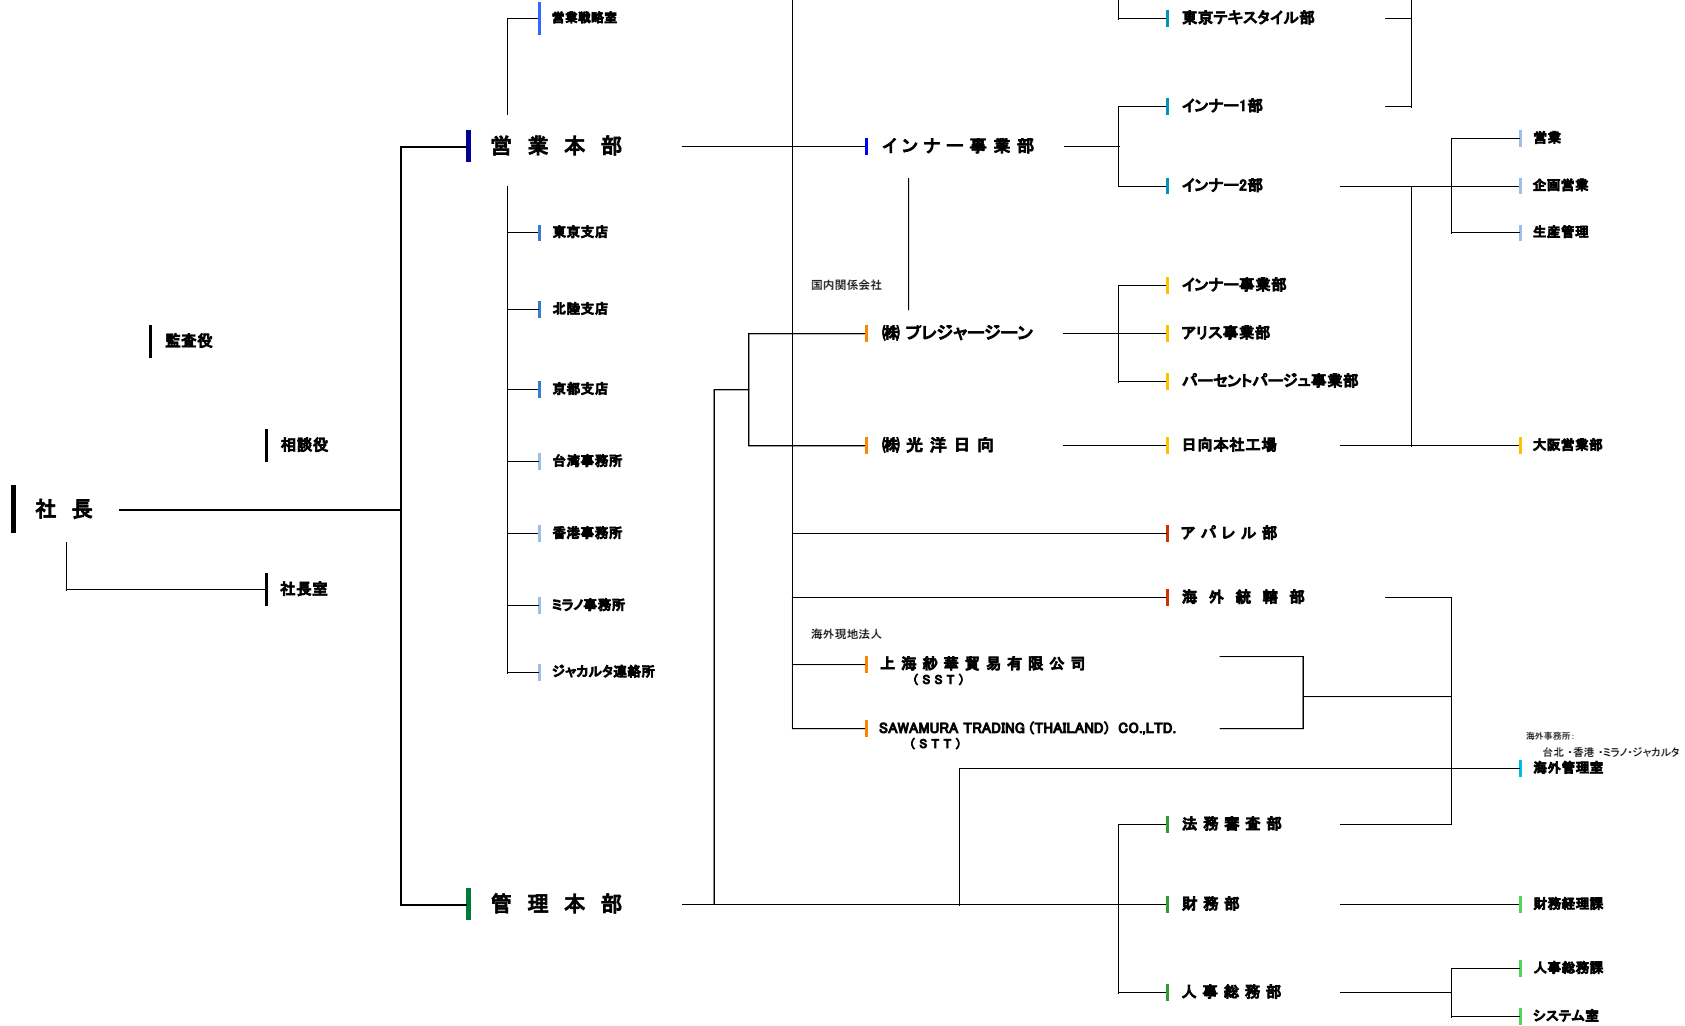 営業戦略室
東京テキスタイル部
インナー1部
営業本部
インナー事業部
営業
インナー2部
企画営業
東京支店
生産管理
国内関係会社
インナー事業部
北陸支店
監査役
㈱ プレジャージーン
アリス事業部
京都支店
パーセントパージュ事業部
相談役
㈱ 光洋日向
日向本社工場
大阪営業部
台湾事務所
社長
香港事務所
アパレル部
社長室
ミラノ事務所
海外統轄部
海外現地法人
ジャカルタ連絡所
上海紗華貿易有限公司
(SST)
SAWAMURA TRADING (THAILAND) CO.,LTD.
(STT)
海外事務所:
台北・香港・ミラノ・ジャカルタ
海外管理室
法務審査部
管理本部
財務部
財務経理課
人事総務部
人事総務課
システム室